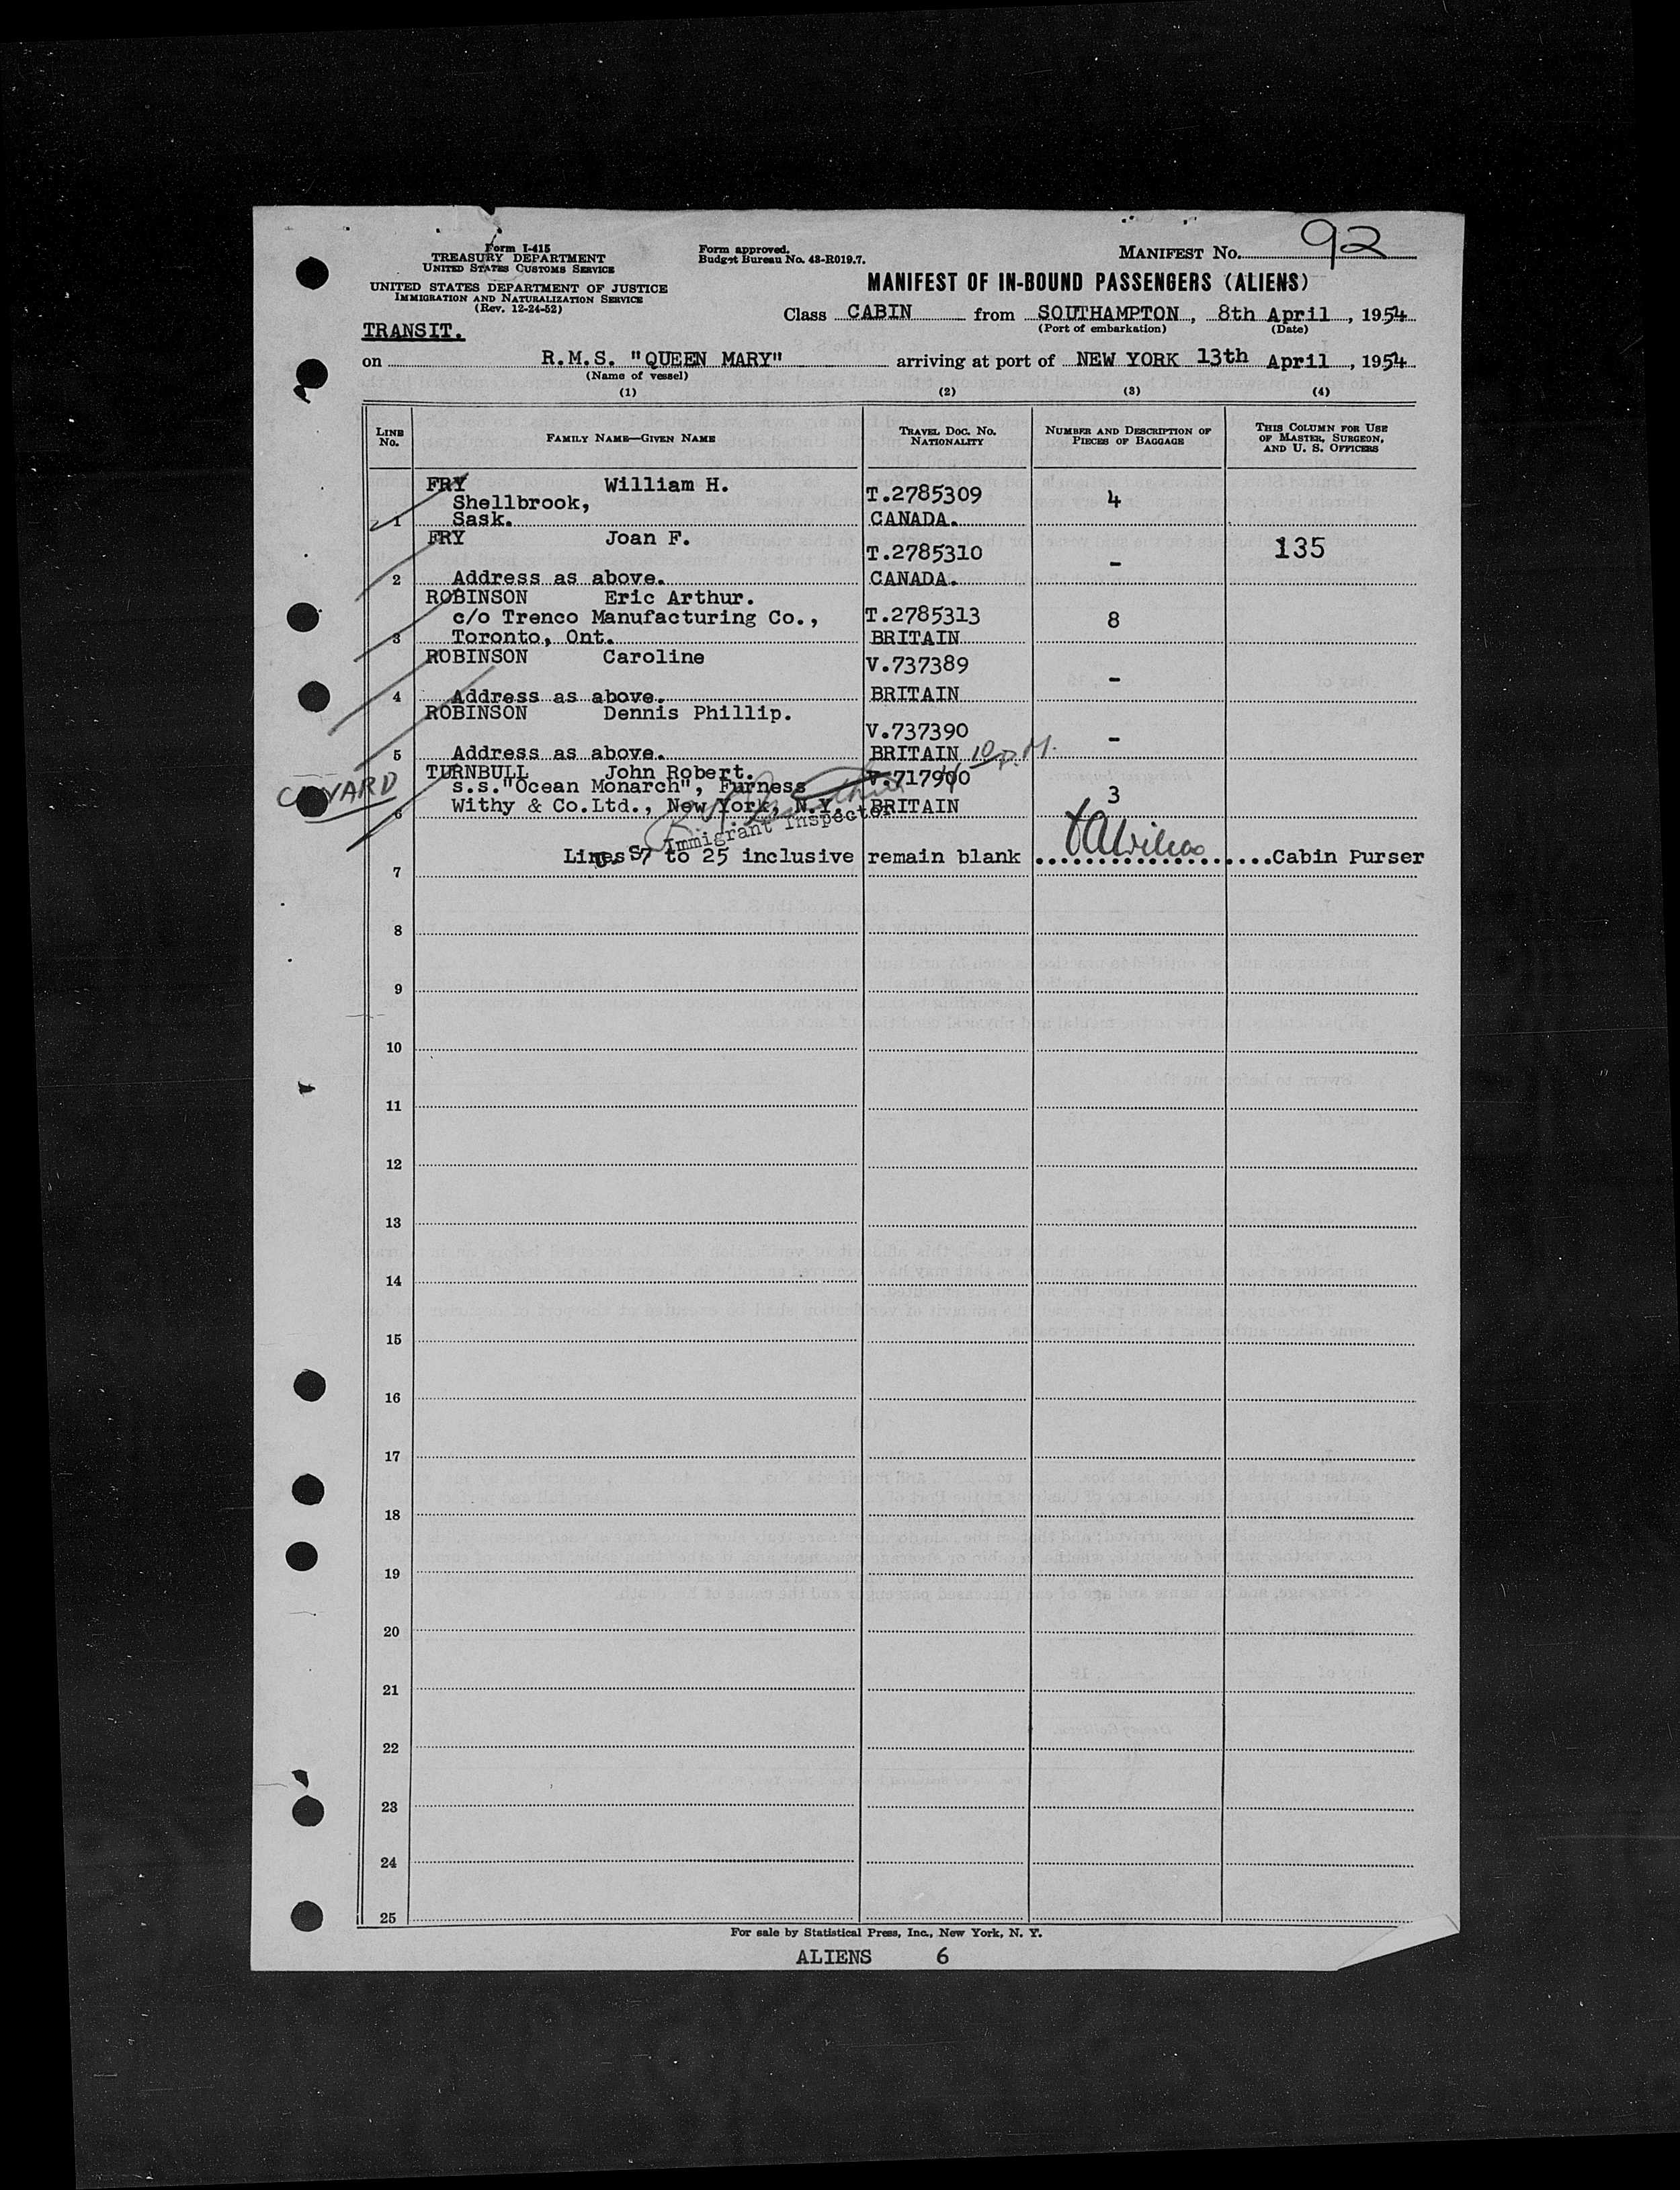 Form I-415
TREASURY DEPARTMENT
UNITED STATES CUSTOMS SERVICE
UNITED STATES DEPARTMENT OF JUSTICE
IMMIGRATION AND NATURALIZATION SERVICE
(Rev. 12-24-52)
Form approved.
Budget Bureau No. 43-R019.7.
MANIFEST No. 92
MANIFEST OF IN-BOUND PASSENGERS (ALIENS)
Class CABIN from SOUTHAMPTON, 8th April, 1954
(Port of embarkation) (Date)
TRANSIT.
on R.M.S. "QUEEN MARY" arriving at port of NEW YORK 13th April, 1954
(Name of vessel)
(1) (2) (3) (4)
LINE No. FAMILY NAME—GIVEN NAME TRAVEL DOC. No. NATIONALITY NUMBER AND DESCRIPTION OF PIECES OF BAGGAGE THIS COLUMN FOR USE OF MASTER, SURGEON, AND U. S. OFFICERS
FRY William H.
Shellbrook, T.2785309 4
1 Sask. CANADA.
FRY Joan F.
T.2785310 - 135
2 Address as above. CANADA.
ROBINSON Eric Arthur.
c/o Trenco Manufacturing Co., T.2785313 8
3 Toronto, Ont. BRITAIN
ROBINSON Caroline V.737389
-
4 Address as above. BRITAIN
ROBINSON Dennis Phillip.
V.737390 -
5 Address as above. BRITAIN 10 P.M.
TURNBULL John Robert. V.717900
CUNARD
s.s."Ocean Monarch", Furness 3
6 Withy & Co.Ltd., New York, N.Y. BRITAIN
U. S. Immigrant Inspector
Lines 7 to 25 inclusive remain blank ....Cabin Purser
7
8
9
10
11
12
13
14
15
16
17
18
19
20
21
22
23
24
25
For sale by Statistical Press, Inc., New York, N. Y.
ALIENS 6